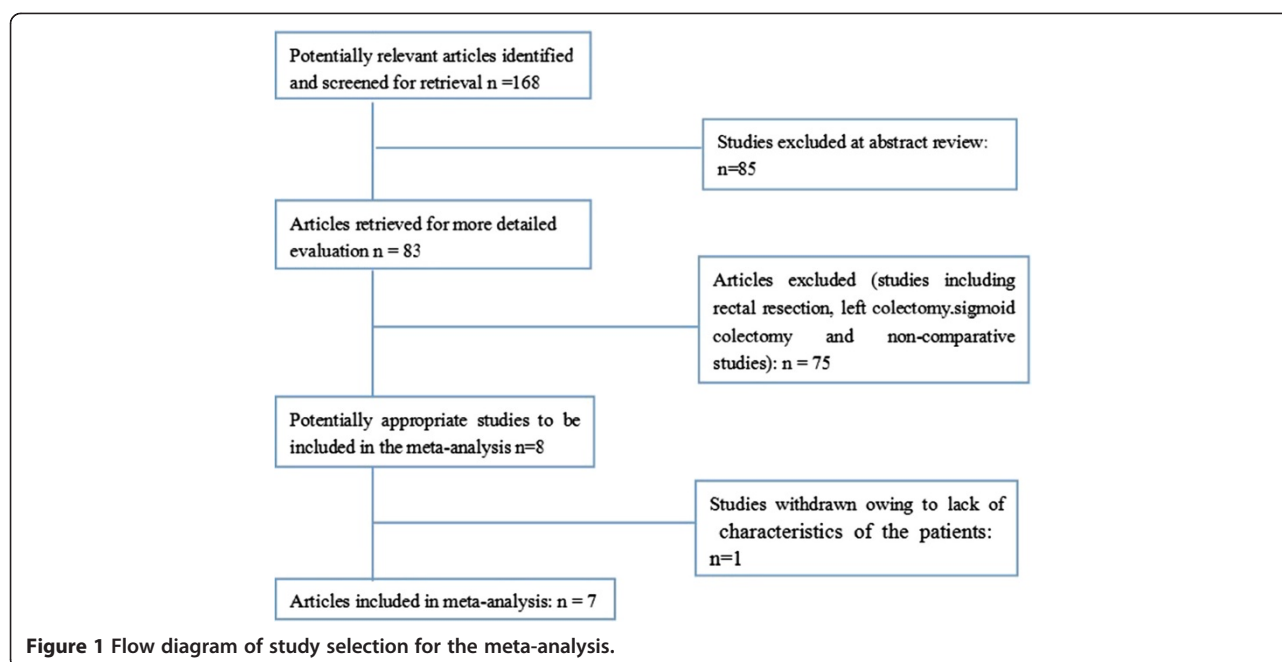 Potentially relevant articles identified
and screened for retrieval n =168
Studies excluded at abstract review:
n=85
Articles retrieved for more detailed
evaluation n = 83
Articles excluded (studies including
rectal resection, left colectomy.sigmoid
colectomy and non-comparative
studies): n = 75
Potentially appropriate studies to be
included in the meta-analysis n=8
Studies withdrawn owing to lack of
characteristics of the patients:
n=1
Articles included in meta-analysis: n = 7
Figure 1 Flow diagram of study selection for the meta-analysis.